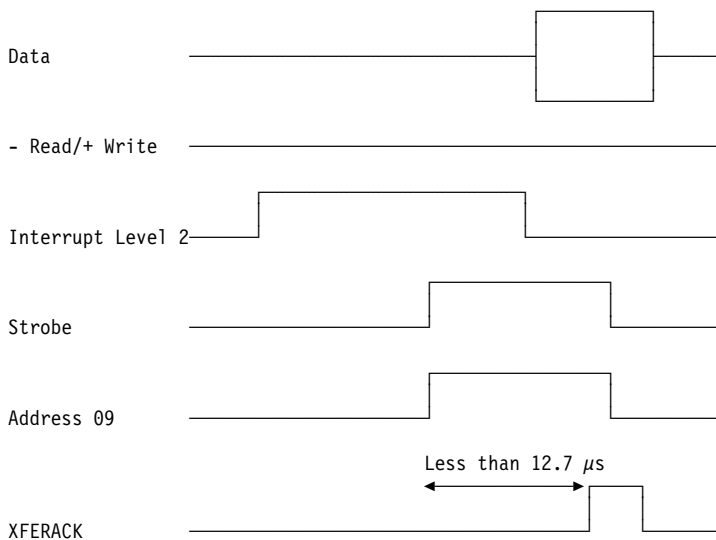 Data
- Read/+ Write
Interrupt Level 2
Strobe
Address 09
Less than 12.7 μs
XFERACK